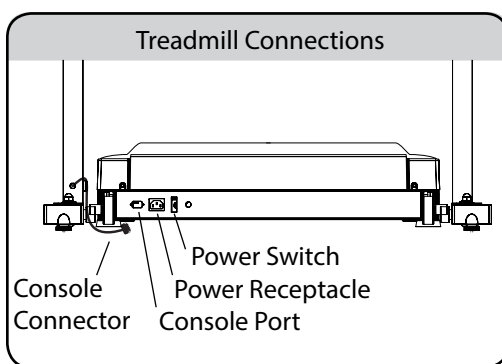 Treadmill Connections
Power Switch
Console
Power Receptacle
Connector
Console Port